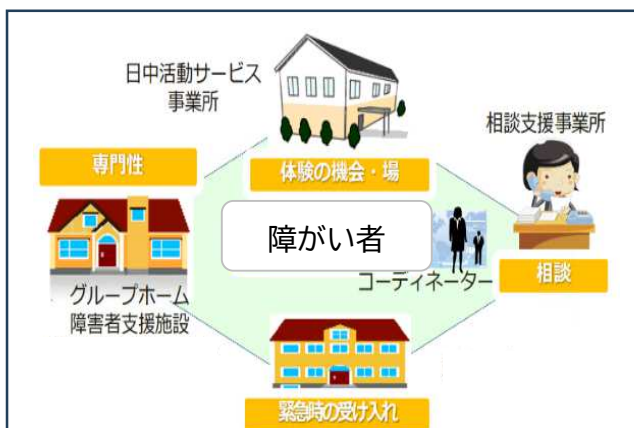 日中活動サービス
事業所
相談支援事業所
専門性
体験の機会・場
障がい者
コーディネーター
相談
グループホーム
障害者支援施設
緊急時の受け入れ